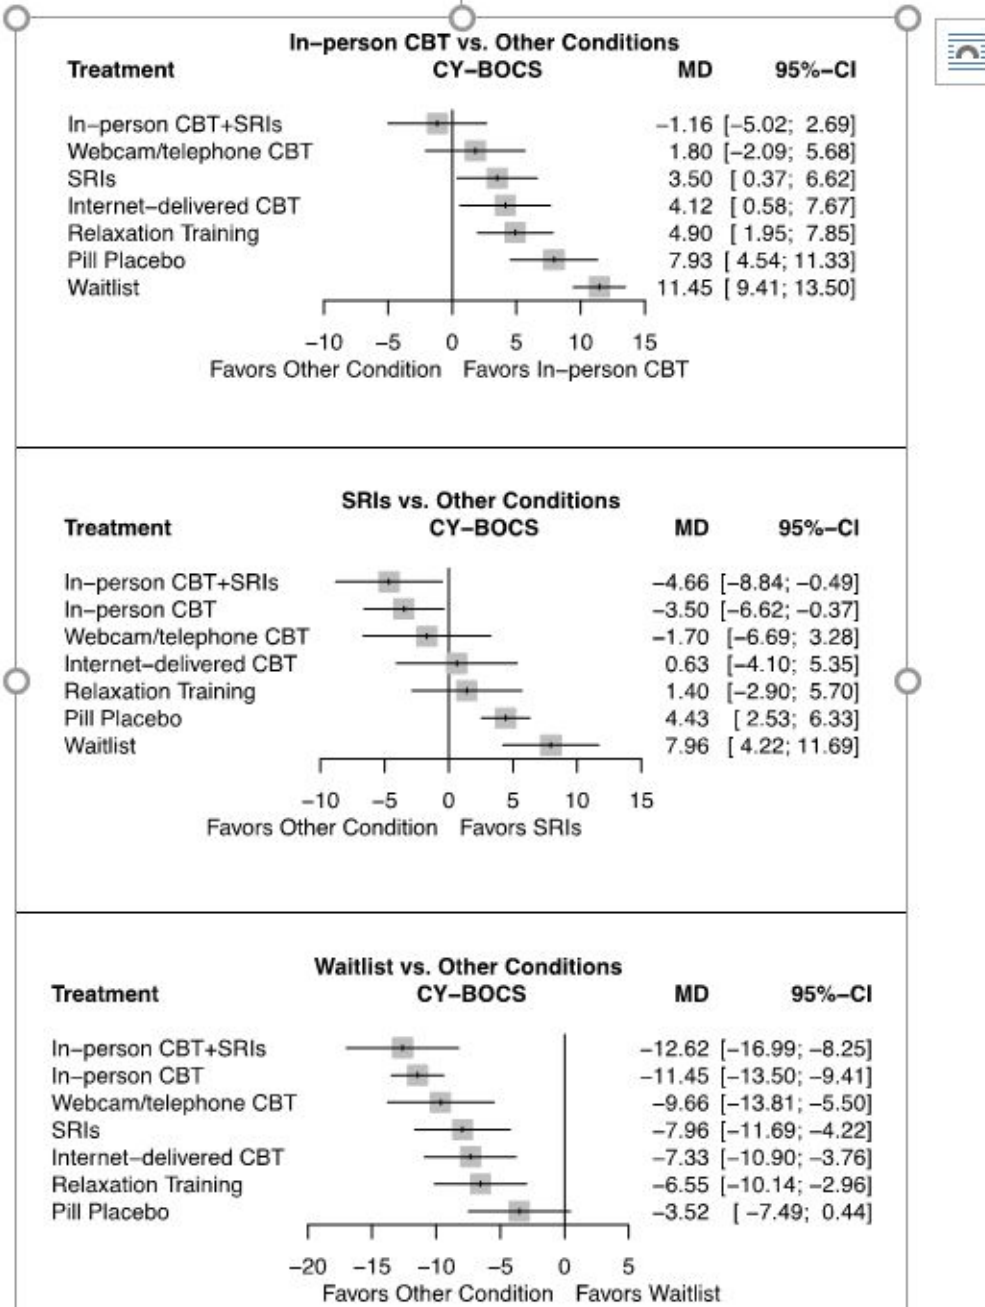 In−person CBT vs. Other Conditions
Treatment CY−BOCS MD 95%−CI
In−person CBT+SRIs −1.16 [−5.02; 2.69]
Webcam/telephone CBT 1.80 [−2.09; 5.68]
SRIs 3.50 [ 0.37; 6.62]
Internet−delivered CBT 4.12 [ 0.58; 7.67]
Relaxation Training 4.90 [ 1.95; 7.85]
Pill Placebo 7.93 [ 4.54; 11.33]
Waitlist 11.45 [ 9.41; 13.50]
−10 −5 0 5 10 15
Favors Other Condition Favors In−person CBT
SRIs vs. Other Conditions
Treatment CY−BOCS MD 95%−CI
In−person CBT+SRIs −4.66 [−8.84; −0.49]
In−person CBT −3.50 [−6.62; −0.37]
Webcam/telephone CBT −1.70 [−6.69; 3.28]
Internet−delivered CBT 0.63 [−4.10; 5.35]
Relaxation Training 1.40 [−2.90; 5.70]
Pill Placebo 4.43 [ 2.53; 6.33]
Waitlist 7.96 [ 4.22; 11.69]
−10 −5 0 5 10 15
Favors Other Condition Favors SRIs
Waitlist vs. Other Conditions
Treatment CY−BOCS MD 95%−CI
In−person CBT+SRIs −12.62 [−16.99; −8.25]
In−person CBT −11.45 [−13.50; −9.41]
Webcam/telephone CBT −9.66 [−13.81; −5.50]
SRIs −7.96 [−11.69; −4.22]
Internet−delivered CBT −7.33 [−10.90; −3.76]
Relaxation Training −6.55 [−10.14; −2.96]
Pill Placebo −3.52 [ −7.49; 0.44]
−20 −15 −10 −5 0 5
Favors Other Condition Favors Waitlist